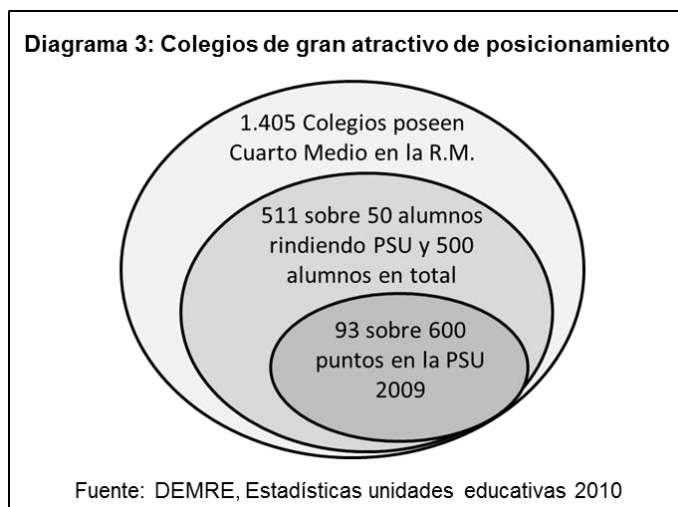 Diagrama 3: Colegios de gran atractivo de posicionamiento
1.405 Colegios poseen
Cuarto Medio en la R.M.
511 sobre 50 alumnos
rindiendo PSU y 500
alumnos en total
93 sobre 600
puntos en la PSU
2009
Fuente: DEMRE, Estadísticas unidades educativas 2010